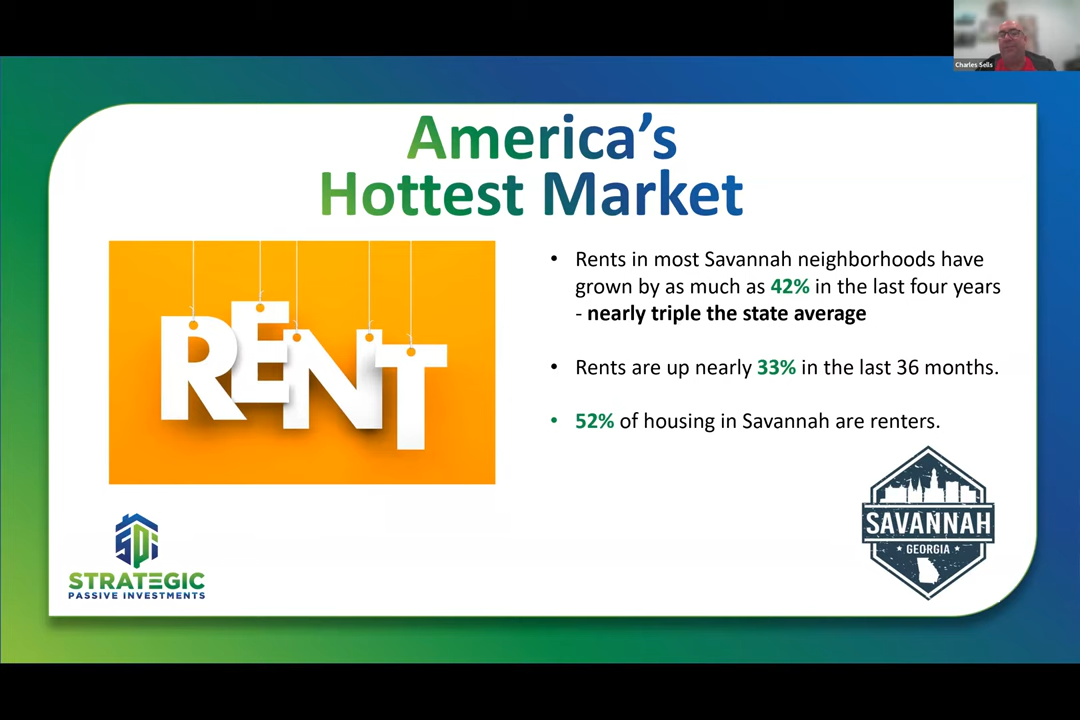 Charles Sells
America's
Hottest Market
RENT
• Rents in most Savannah neighborhoods have
grown by as much as 42% in the last four years
- nearly triple the state average
• Rents are up nearly 33% in the last 36 months.
• 52% of housing in Savannah are renters.
SPI
STRATEGIC
PASSIVE INVESTMENTS
SAVANNAH
GEORGIA